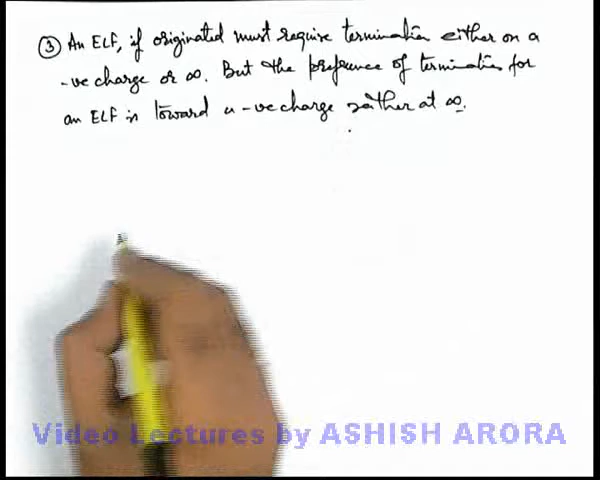 ③ An ELF, if originated must require termination either on a
-ve charge or ∞. But the prefrence of termination for
an ELF is toward a -ve charge rather at ∞.
Video Lectures by ASHISH ARORA